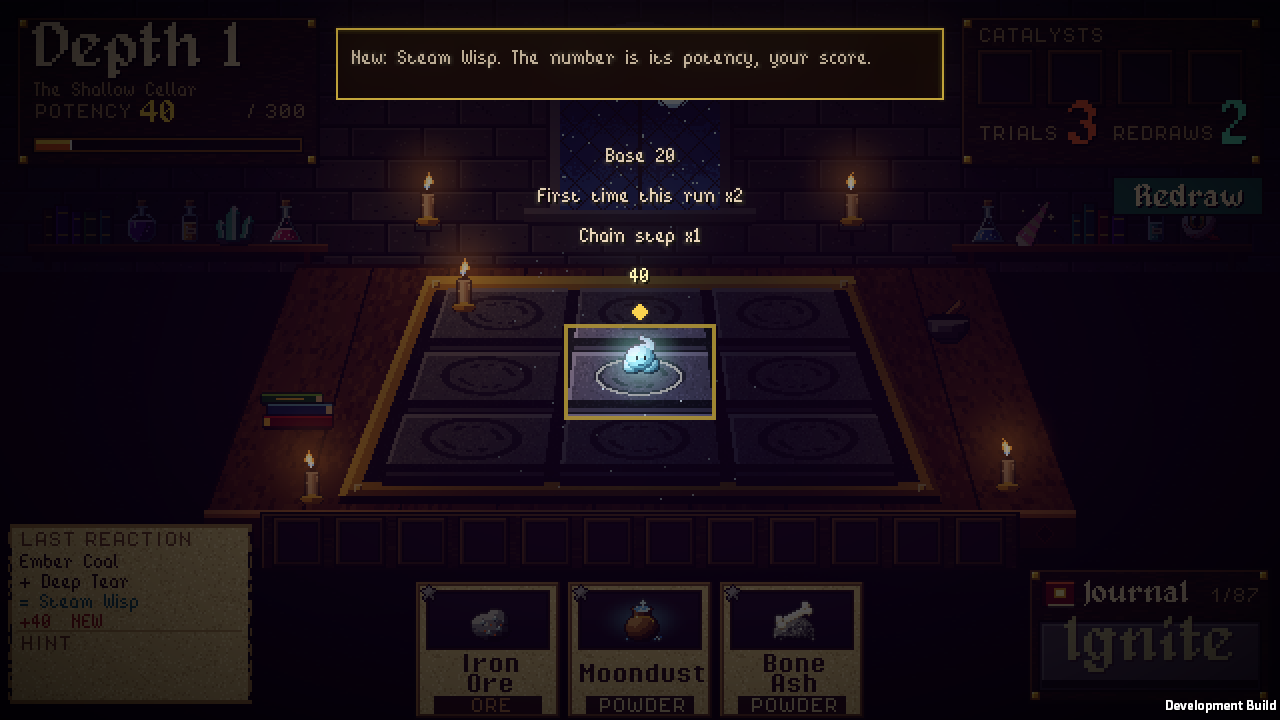 Depth 1
The Shallow Cellar
POTENCY 40 / 300
New: Steam Wisp. The number is its potency, your score.
CATALYSTS
TRIALS 3 REDRAWS 2
Redraw
Base 20
First time this run x2
Chain step x1
40
LAST REACTION
Ember Coal
+ Deep Tear
= Steam Wisp
+40 NEW
HINT
Iron
Ore
ORE
Moondust
POWDER
Bone
Ash
POWDER
Journal 1/87
Ignite
Development Build